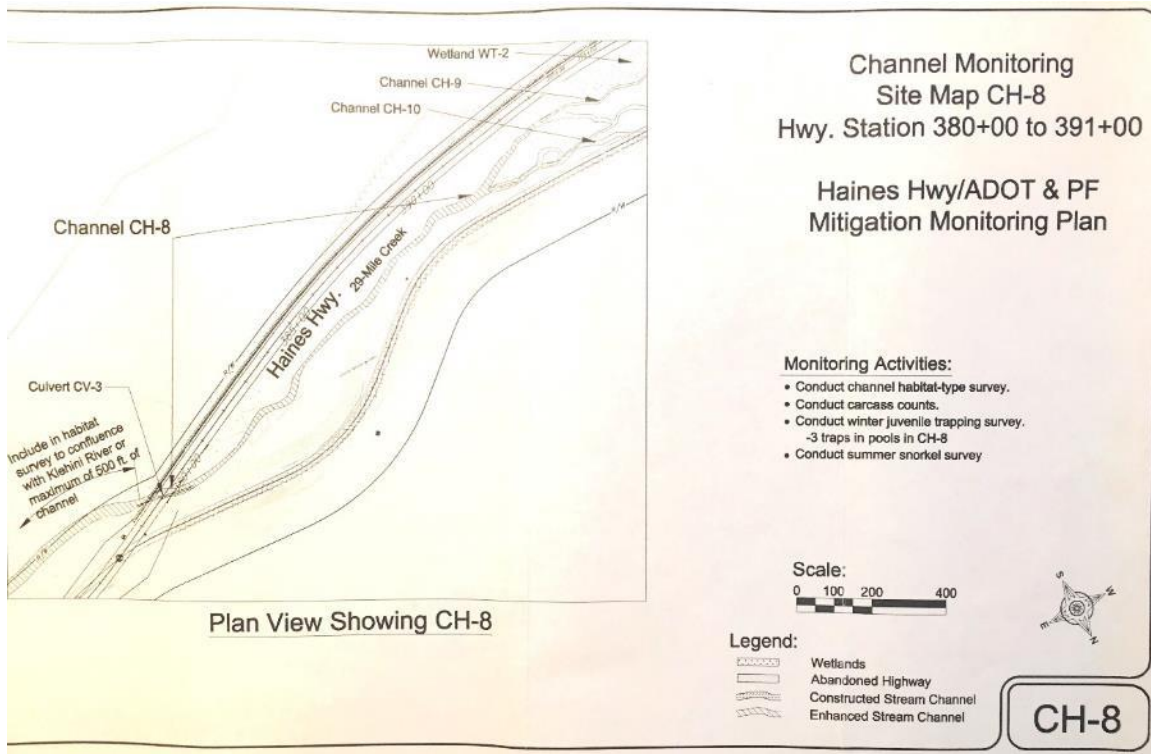 Wetland WT-2
Channel CH-9
Channel CH-10
Channel CH-8
390+00
385+00
Haines Hwy.
29-Mile Creek
R/W
R/W
Culvert CV-3
Include in habitat
survey to confluence
with Klehini River or
maximum of 500 ft. of
channel
R/W
Plan View Showing CH-8
Channel Monitoring
Site Map CH-8
Hwy. Station 380+00 to 391+00
Haines Hwy/ADOT & PF
Mitigation Monitoring Plan
Monitoring Activities:
• Conduct channel habitat-type survey.
• Conduct carcass counts.
• Conduct winter juvenile trapping survey.
-3 traps in pools in CH-8
• Conduct summer snorkel survey
Scale:
0 100 200 400
S
W
E
N
Legend:
Wetlands
Abandoned Highway
Constructed Stream Channel
Enhanced Stream Channel
CH-8